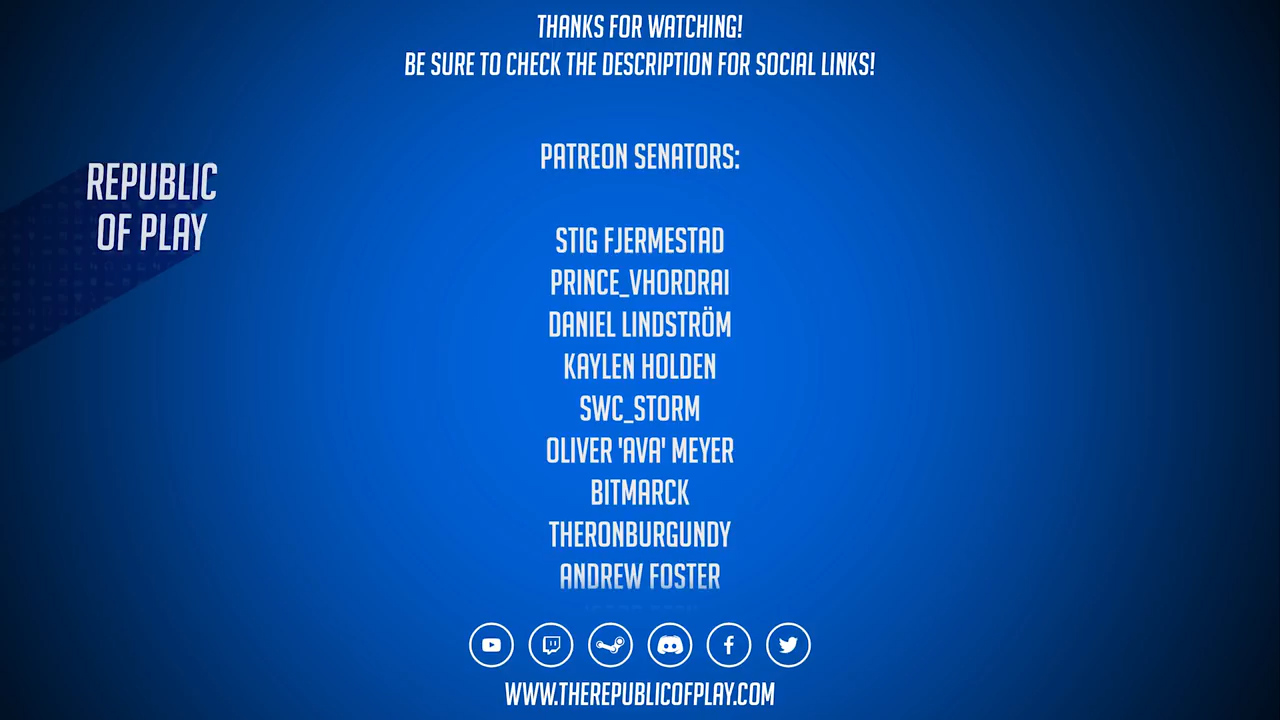 THANKS FOR WATCHING!
BE SURE TO CHECK THE DESCRIPTION FOR SOCIAL LINKS!
REPUBLIC
OF PLAY
PATREON SENATORS:
STIG FJERMESTAD
PRINCE_VHORDRAI
DANIEL LINDSTRÖM
KAYLEN HOLDEN
SWC_STORM
OLIVER 'AVA' MEYER
BITMARCK
THERONBURGUNDY
ANDREW FOSTER
WWW.THEREPUBLICOFPLAY.COM